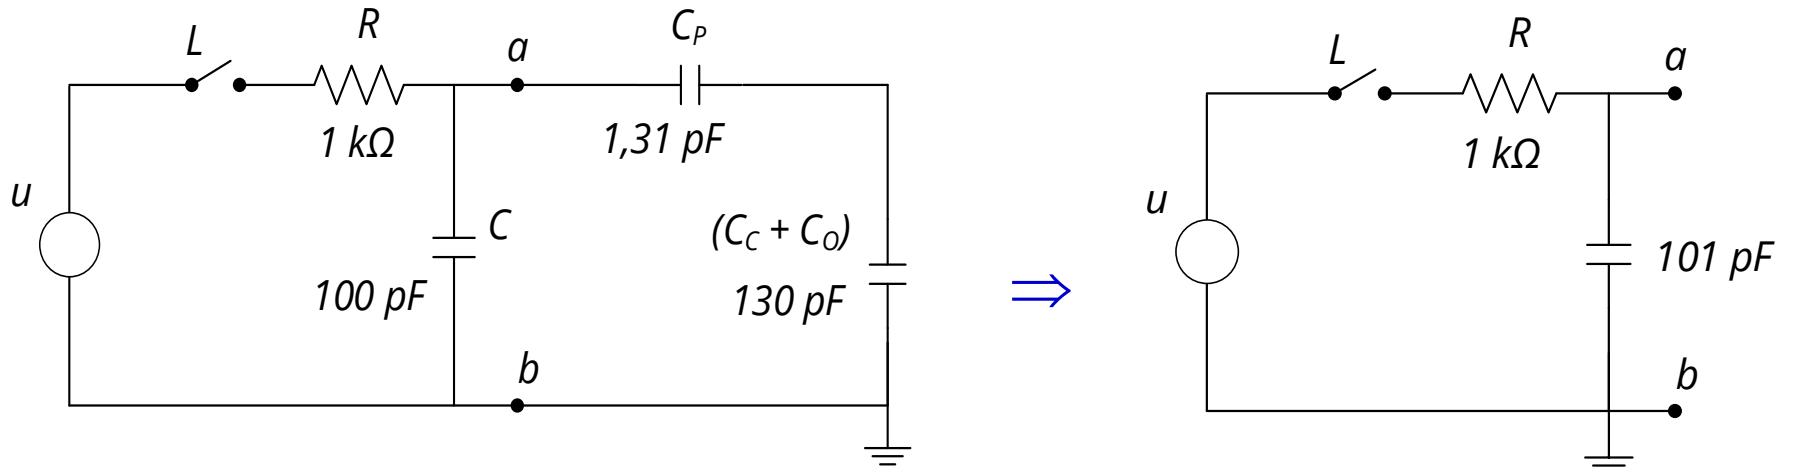 L
R
1 kΩ
u
C
100 pF
a
C_P
1,31 pF
(C_C + C_O)
130 pF
b
⇒
L
R
1 kΩ
u
a
101 pF
b